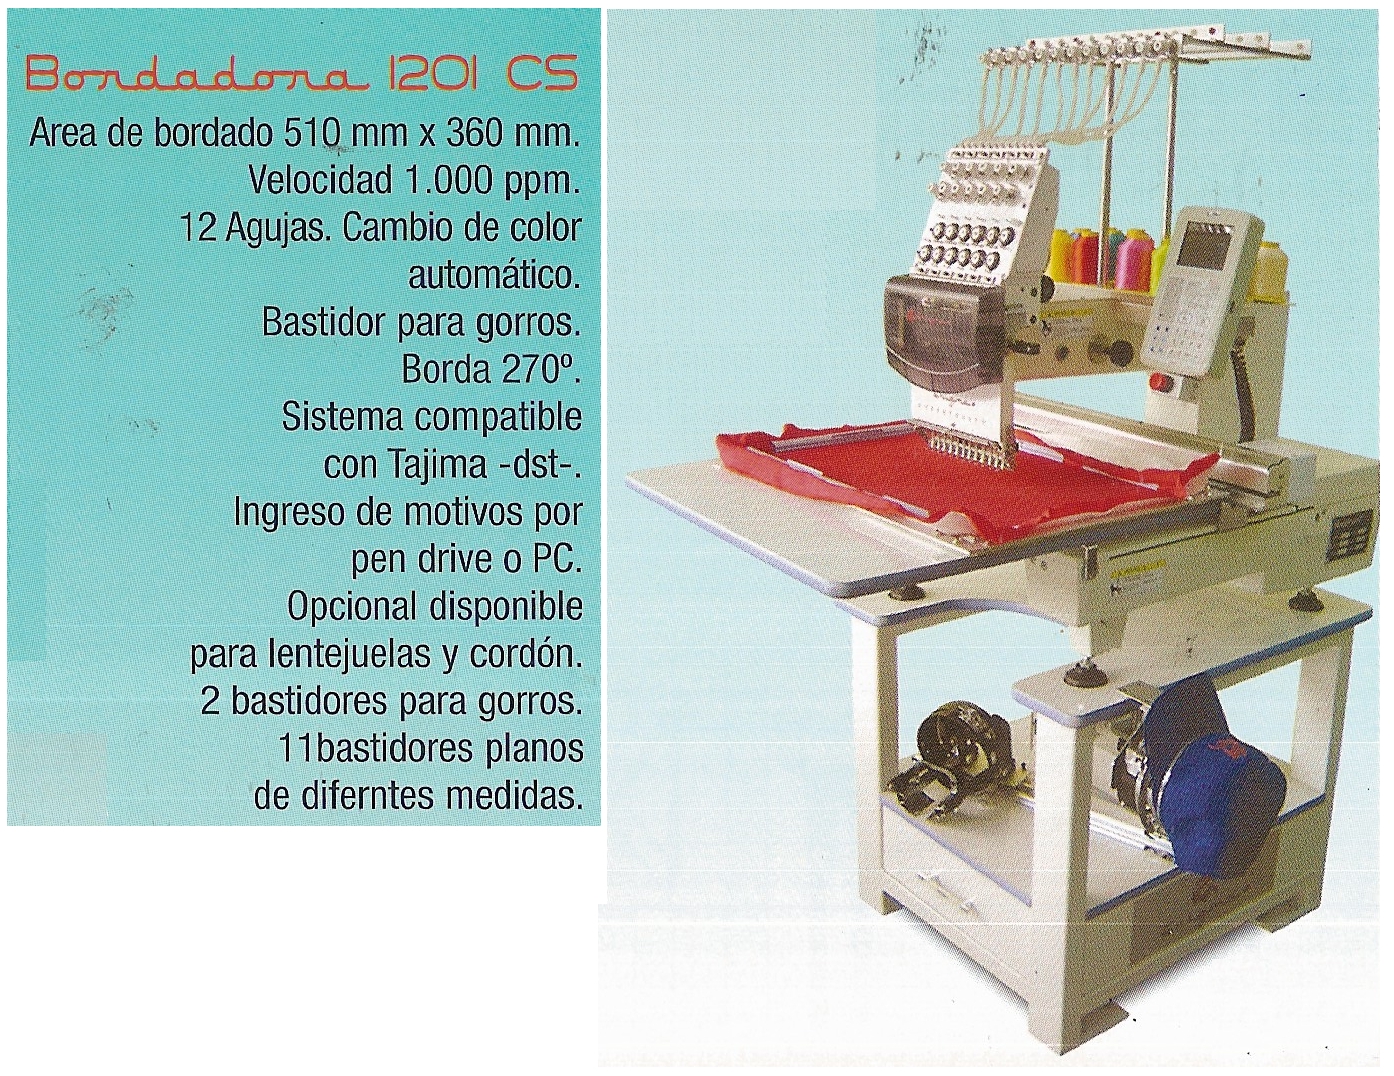 Bordadora 1201 CS
Area de bordado 510 mm x 360 mm.
Velocidad 1.000 ppm.
12 Agujas. Cambio de color
automático.
Bastidor para gorros.
Borda 270º.
Sistema compatible
con Tajima -dst-.
Ingreso de motivos por
pen drive o PC.
Opcional disponible
para lentejuelas y cordón.
2 bastidores para gorros.
11bastidores planos
de diferntes medidas.